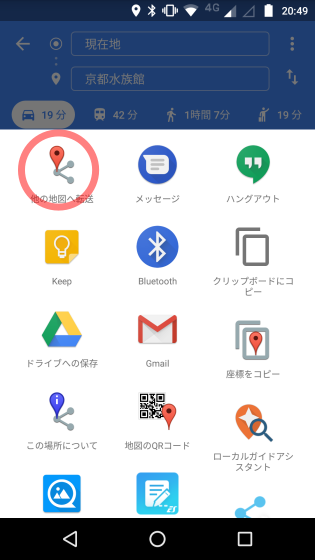 4G 20:49
現在地
京都水族館
19 分 42 分 1時間 7分 19 分
他の地図へ転送 メッセージ ハングアウト
Keep Bluetooth クリップボードにコ
ピー
ドライブへの保存 Gmail 座標をコピー
この場所について 地図のQRコード ローカルガイドアシ
スタント